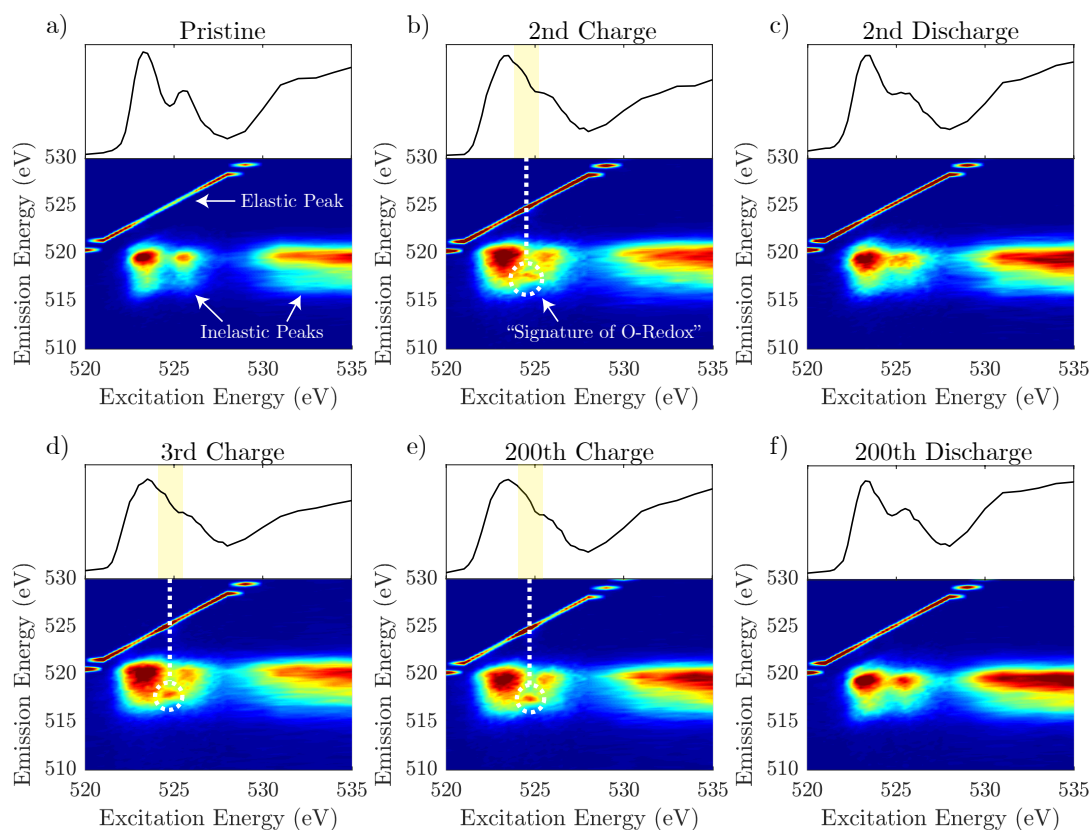 a)
Pristine
b)
2nd Charge
c)
2nd Discharge
530
525
520
515
510
Emission Energy (eV)
Elastic Peak
Inelastic Peaks
520
525
530
535
Excitation Energy (eV)
530
525
520
515
510
Emission Energy (eV)
“Signature of O-Redox”
520
525
530
535
Excitation Energy (eV)
530
525
520
515
510
Emission Energy (eV)
520
525
530
535
Excitation Energy (eV)
d)
3rd Charge
e)
200th Charge
f)
200th Discharge
530
525
520
515
510
Emission Energy (eV)
520
525
530
535
Excitation Energy (eV)
530
525
520
515
510
Emission Energy (eV)
520
525
530
535
Excitation Energy (eV)
530
525
520
515
510
Emission Energy (eV)
520
525
530
535
Excitation Energy (eV)